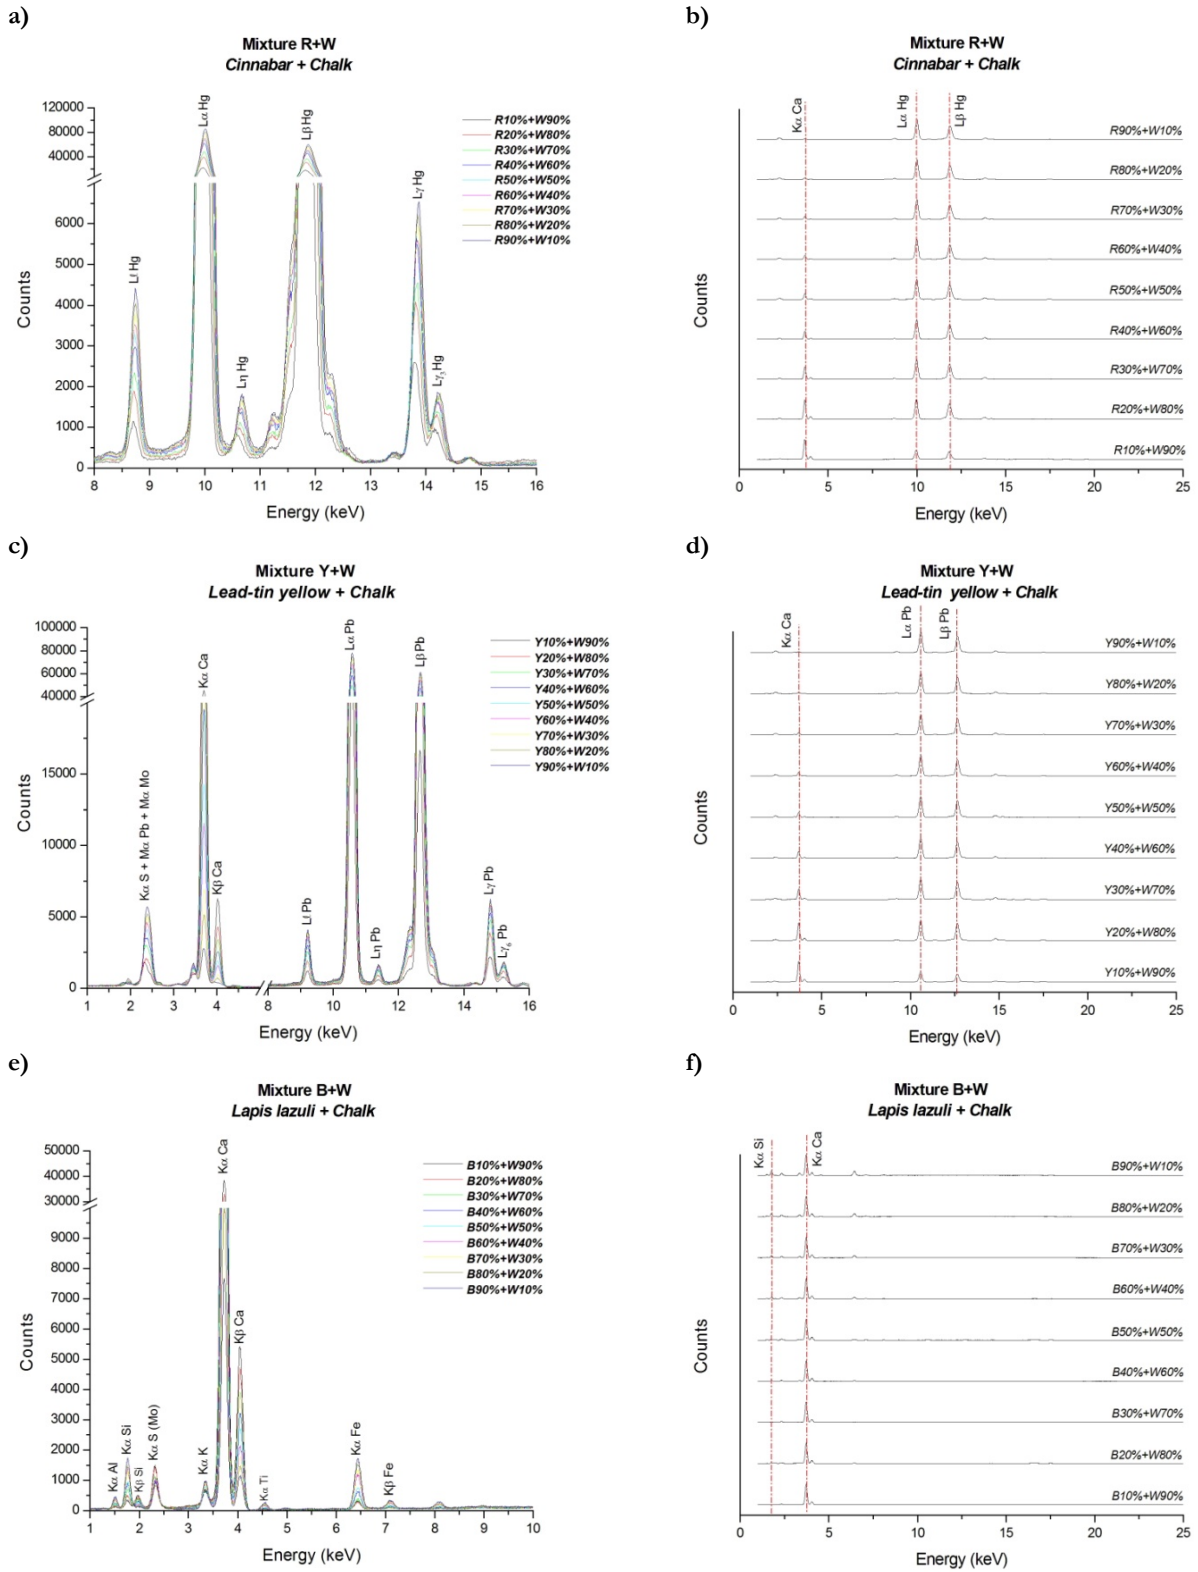 a)
Mixture R+W
Cinnabar + Chalk
120000
80000
40000
6000
5000
4000
3000
2000
1000
0
Counts
Lℓ Hg
Lα Hg
Lη Hg
Lβ Hg
Lγ Hg
Lγ3 Hg
R10%+W90%
R20%+W80%
R30%+W70%
R40%+W60%
R50%+W50%
R60%+W40%
R70%+W30%
R80%+W20%
R90%+W10%
8 9 10 11 12 13 14 15 16
Energy (keV)
b)
Mixture R+W
Cinnabar + Chalk
Kα Ca
Lα Hg
Lβ Hg
R90%+W10%
R80%+W20%
R70%+W30%
R60%+W40%
R50%+W50%
R40%+W60%
R30%+W70%
R20%+W80%
R10%+W90%
Counts
0 5 10 15 20 25
Energy (keV)
c)
Mixture Y+W
Lead-tin yellow + Chalk
100000
80000
60000
40000
15000
10000
5000
0
Counts
Kα S + Mα Pb + Mα Mo
Kα Ca
Kβ Ca
Lℓ Pb
Lα Pb
Lη Pb
Lβ Pb
Lγ Pb
Lγ6 Pb
Y10%+W90%
Y20%+W80%
Y30%+W70%
Y40%+W60%
Y50%+W50%
Y60%+W40%
Y70%+W30%
Y80%+W20%
Y90%+W10%
1 2 3 4 8 10 12 14 16
Energy (keV)
d)
Mixture Y+W
Lead-tin yellow + Chalk
Kα Ca
Lα Pb
Lβ Pb
Y90%+W10%
Y80%+W20%
Y70%+W30%
Y60%+W40%
Y50%+W50%
Y40%+W60%
Y30%+W70%
Y20%+W80%
Y10%+W90%
Counts
0 5 10 15 20 25
Energy (keV)
e)
Mixture B+W
Lapis lazuli + Chalk
50000
40000
30000
9000
8000
7000
6000
5000
4000
3000
2000
1000
0
Counts
Kα Al
Kα Si
Kβ Si
Kα S (Mo)
Kα K
Kα Ca
Kβ Ca
Kα Ti
Kα Fe
Kβ Fe
B10%+W90%
B20%+W80%
B30%+W70%
B40%+W60%
B50%+W50%
B60%+W40%
B70%+W30%
B80%+W20%
B90%+W10%
1 2 3 4 5 6 7 8 9 10
Energy (keV)
f)
Mixture B+W
Lapis lazuli + Chalk
Kα Si
Kα Ca
B90%+W10%
B80%+W20%
B70%+W30%
B60%+W40%
B50%+W50%
B40%+W60%
B30%+W70%
B20%+W80%
B10%+W90%
Counts
0 5 10 15 20 25
Energy (keV)